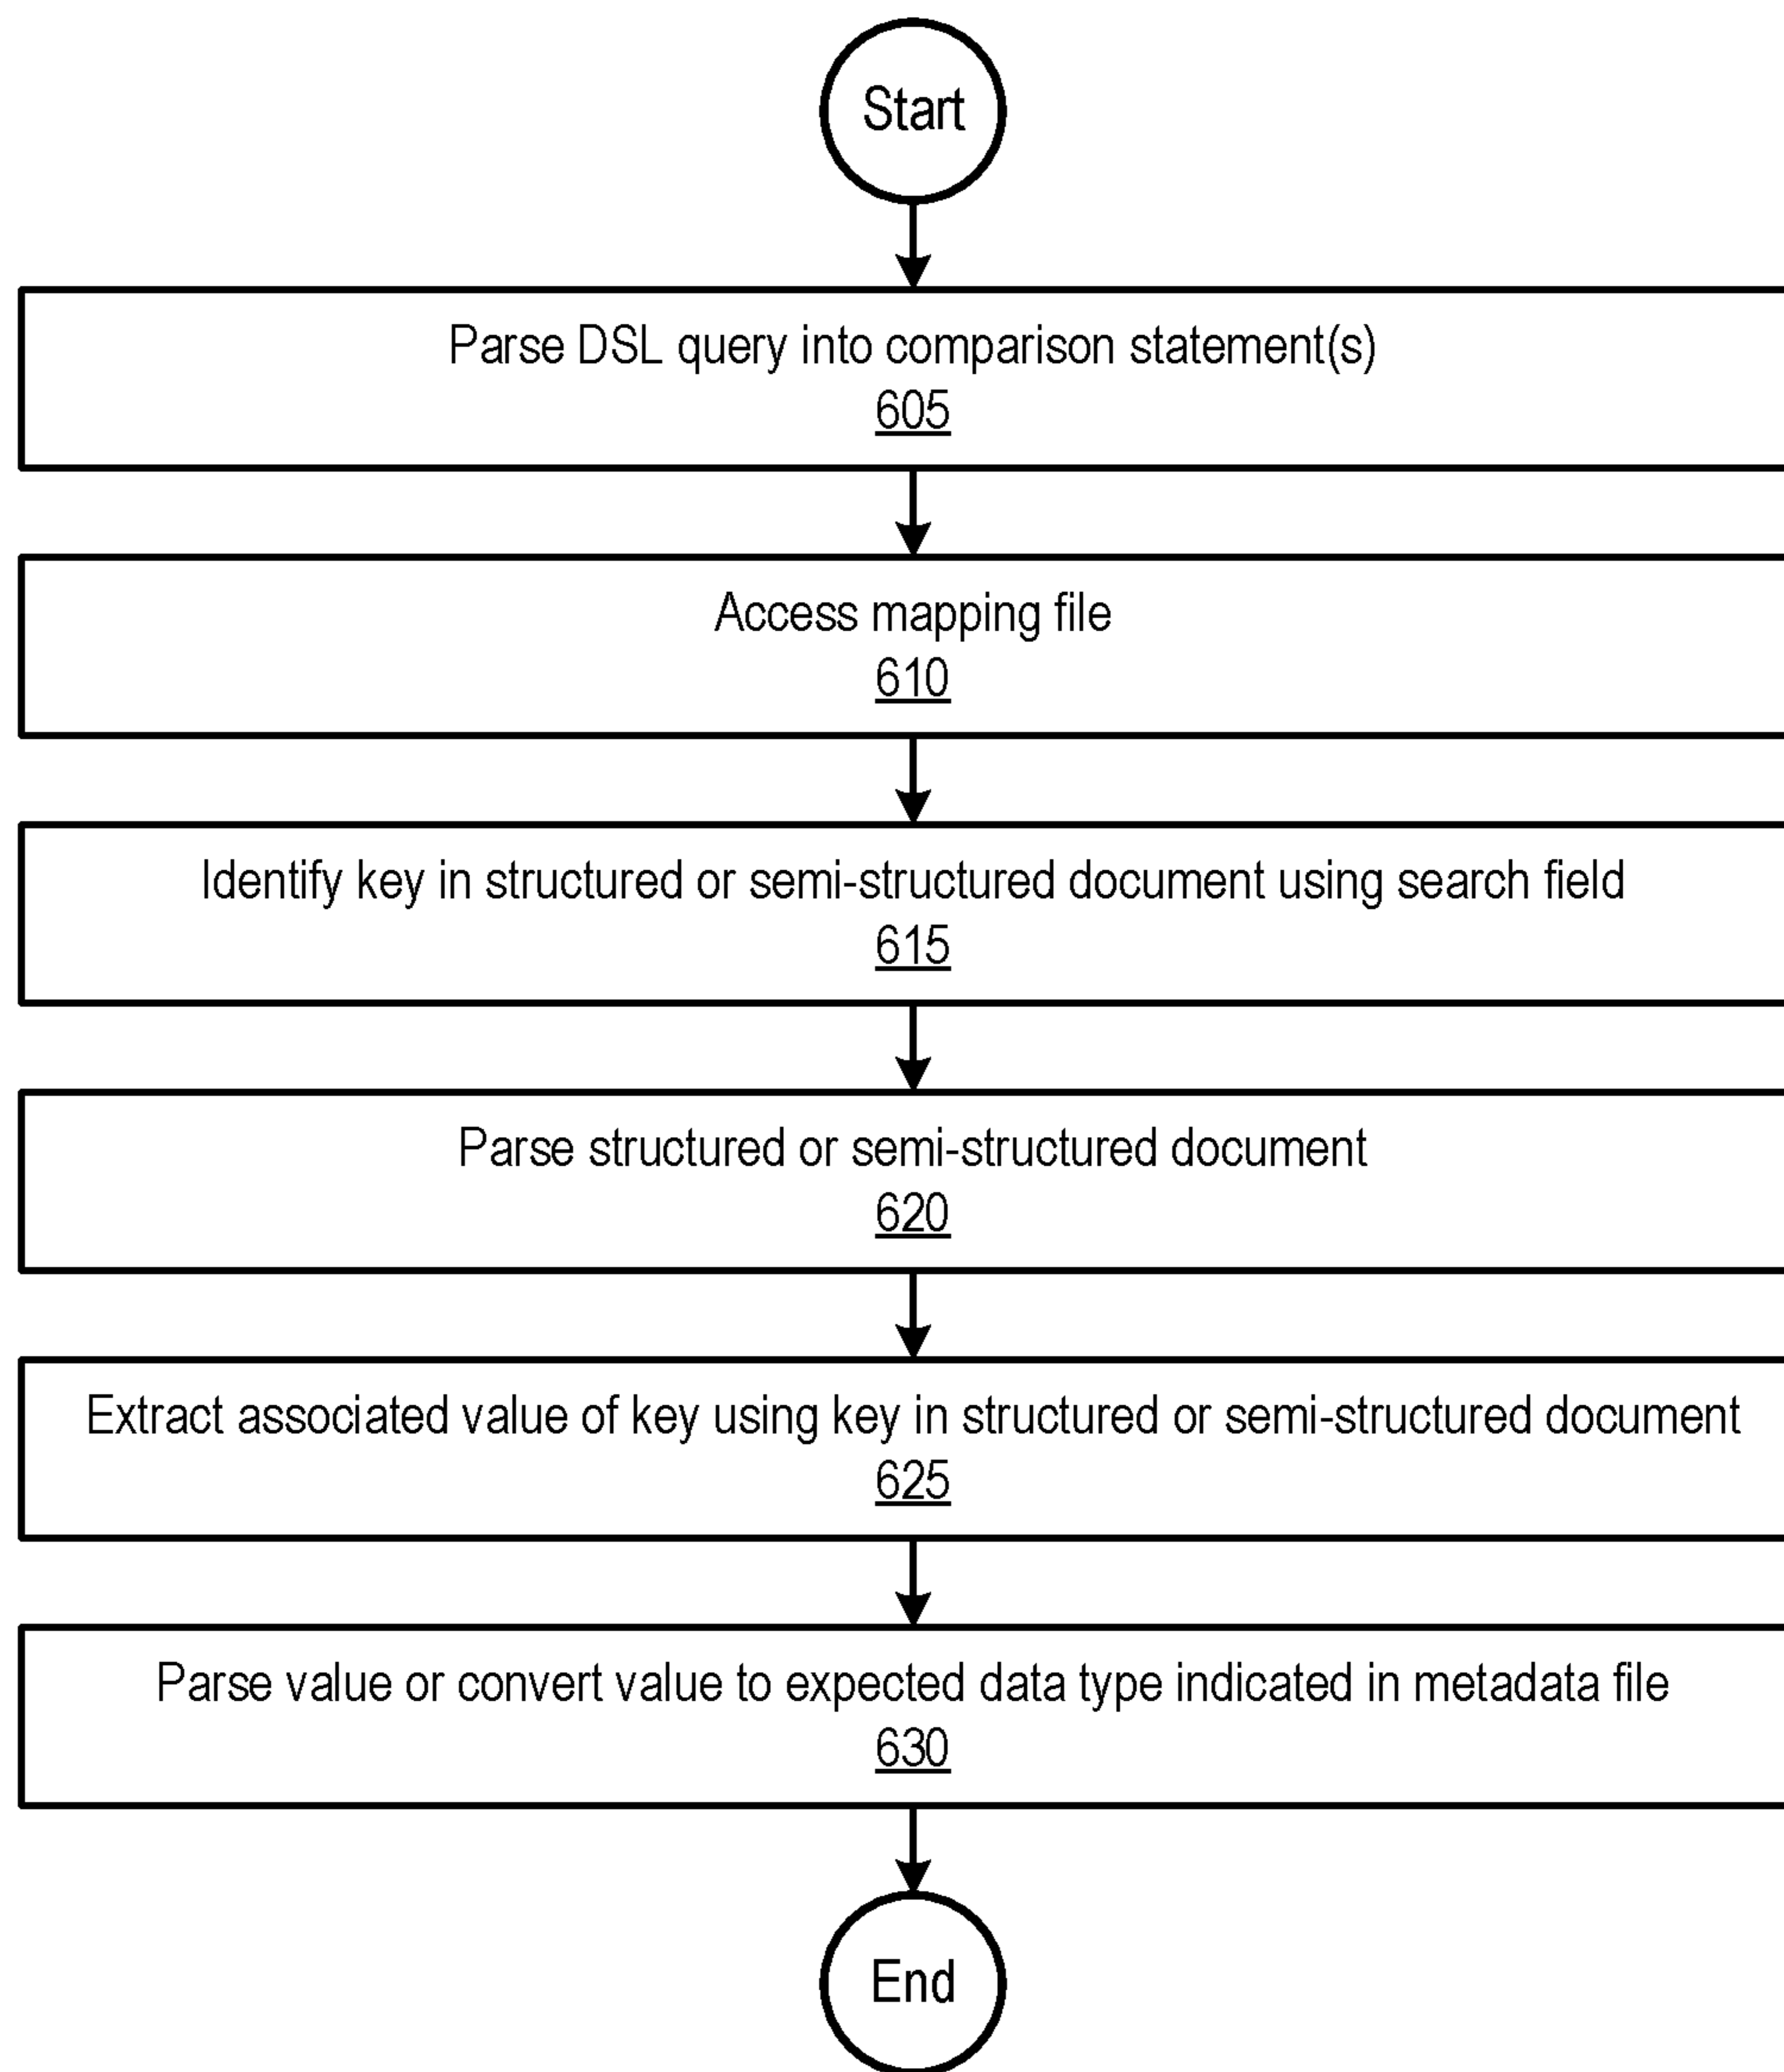 Start
Parse DSL query into comparison statement(s)
605
Access mapping file
610
Identify key in structured or semi-structured document using search field
615
Parse structured or semi-structured document
620
Extract associated value of key using key in structured or semi-structured document
625
Parse value or convert value to expected data type indicated in metadata file
630
End